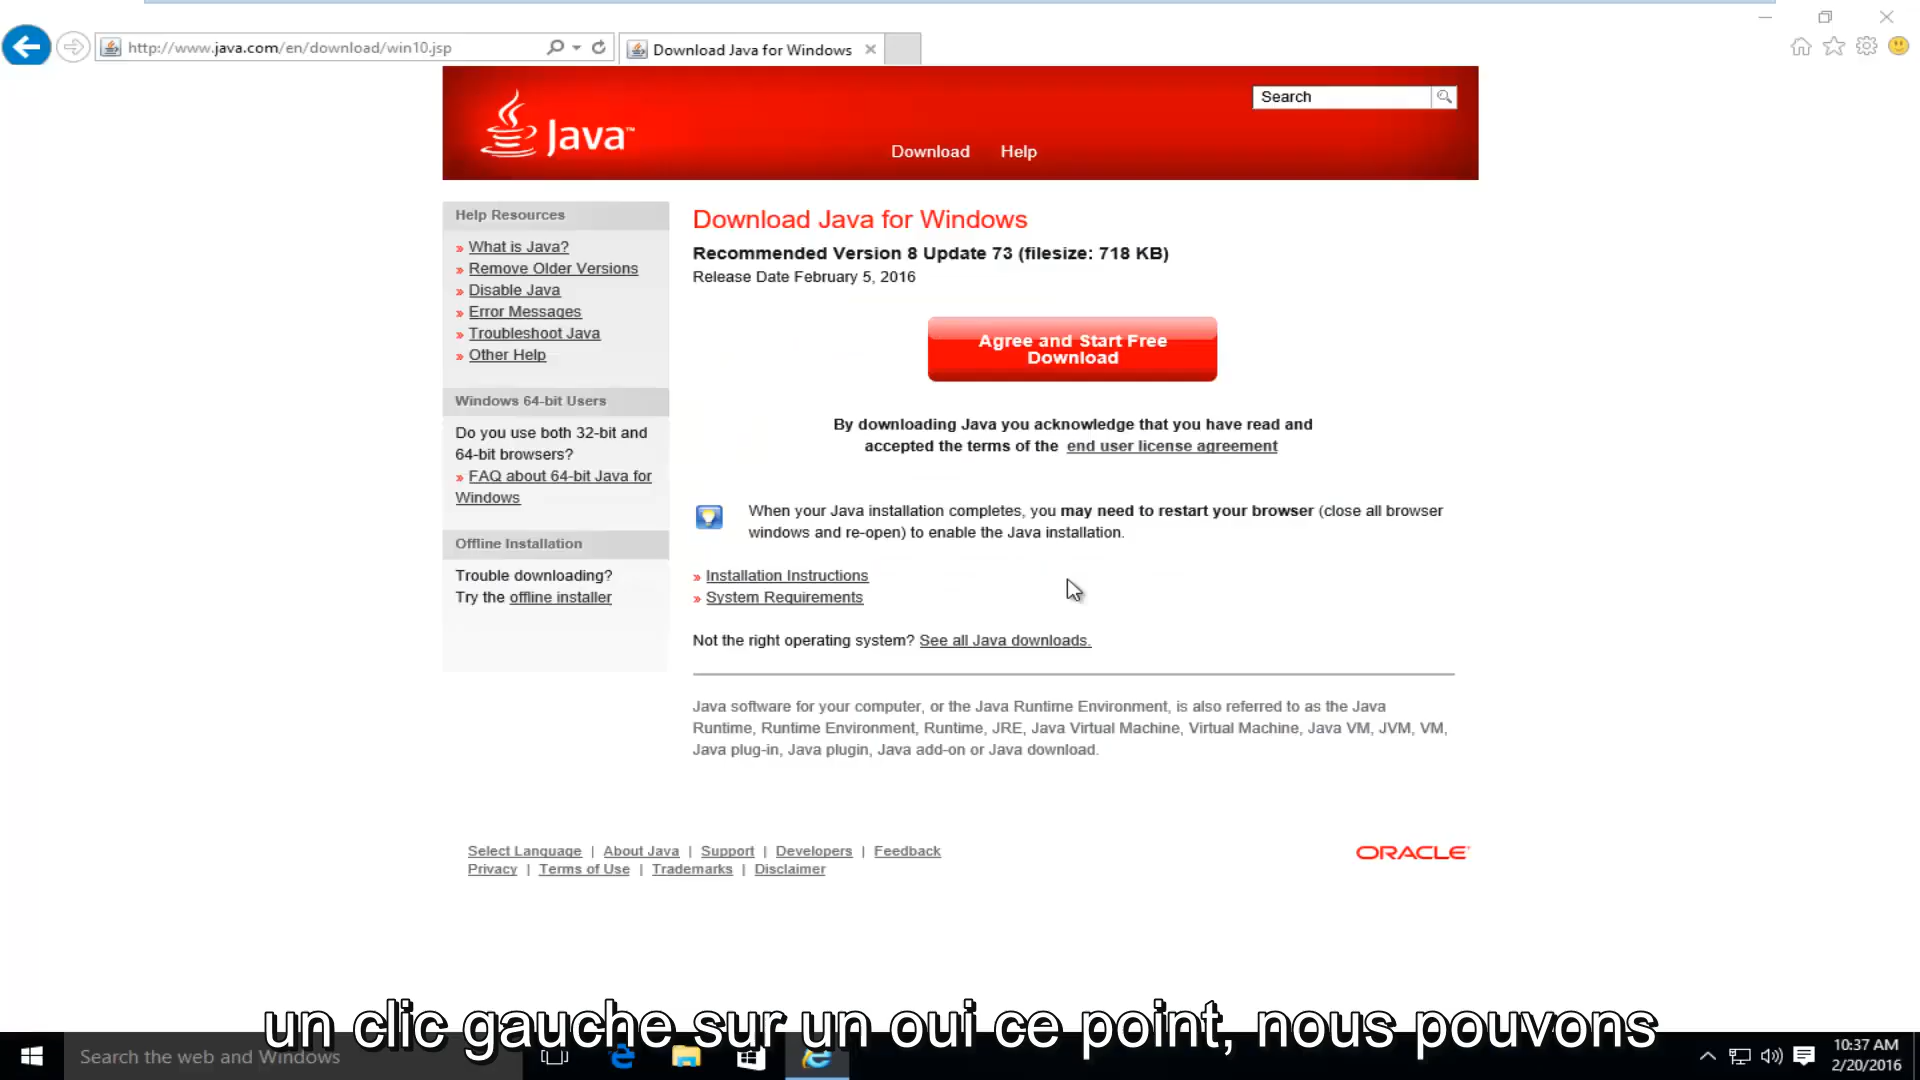 http://www.java.com/en/download/win10.jsp
Download Java for Windows
Search
Java™
Download
Help
Help Resources
» What is Java?
» Remove Older Versions
» Disable Java
» Error Messages
» Troubleshoot Java
» Other Help
Windows 64-bit Users
Do you use both 32-bit and
64-bit browsers?
» FAQ about 64-bit Java for
Windows
Offline Installation
Trouble downloading?
Try the offline installer
Download Java for Windows
Recommended Version 8 Update 73 (filesize: 718 KB)
Release Date February 5, 2016
Agree and Start Free
Download
By downloading Java you acknowledge that you have read and
accepted the terms of the end user license agreement
When your Java installation completes, you may need to restart your browser (close all browser
windows and re-open) to enable the Java installation.
» Installation Instructions
» System Requirements
Not the right operating system? See all Java downloads.
Java software for your computer, or the Java Runtime Environment, is also referred to as the Java
Runtime, Runtime Environment, Runtime, JRE, Java Virtual Machine, Virtual Machine, Java VM, JVM, VM,
Java plug-in, Java plugin, Java add-on or Java download.
Select Language | About Java | Support | Developers | Feedback
Privacy | Terms of Use | Trademarks | Disclaimer
ORACLE
un clic gauche sur un oui ce point, nous pouvons
Search the web and Windows
10:37 AM
2/20/2016